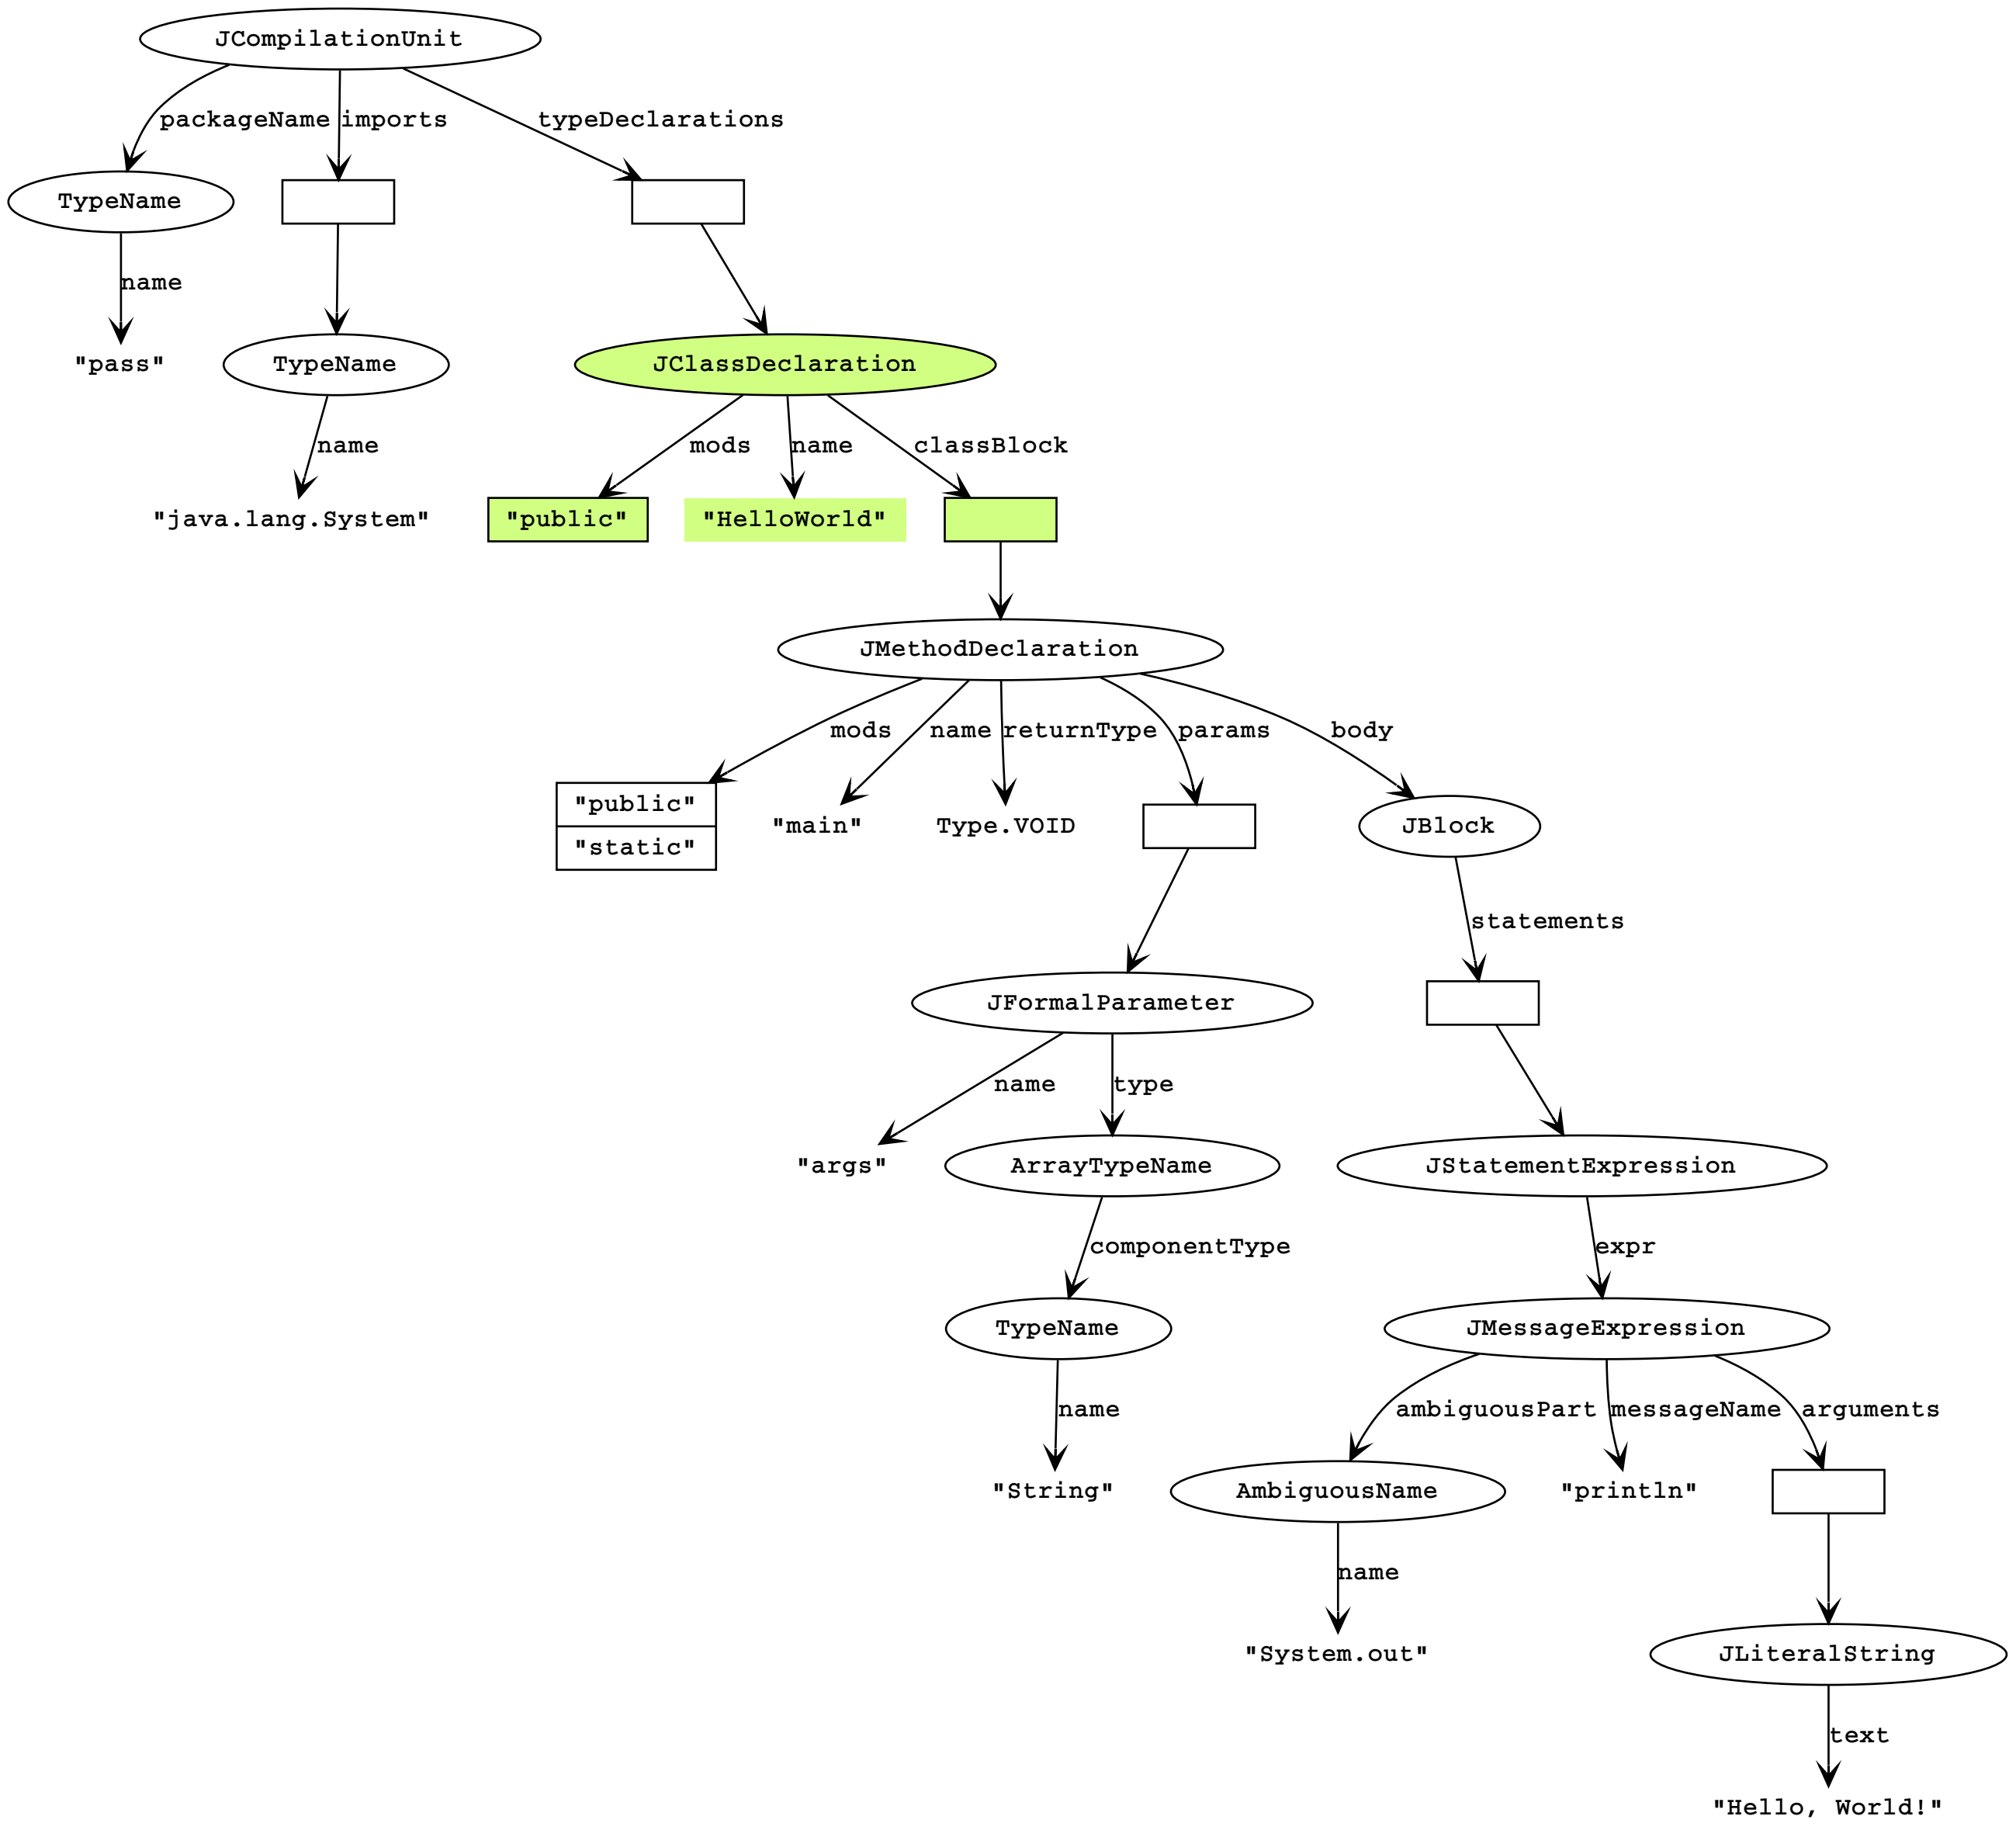 JCompilationUnit
packageName imports typeDeclarations
TypeName
name
"pass" TypeName JClassDeclaration
name mods name classBlock
"java.lang.System" "public" "HelloWorld"
JMethodDeclaration
mods name returnType params body
"public"
"main" Type.VOID JBlock
"static"
statements
JFormalParameter
name type
"args" ArrayTypeName JStatementExpression
componentType expr
TypeName JMessageExpression
name ambiguousPart messageName arguments
"String" AmbiguousName "println"
name
"System.out" JLiteralString
text
"Hello, World!"